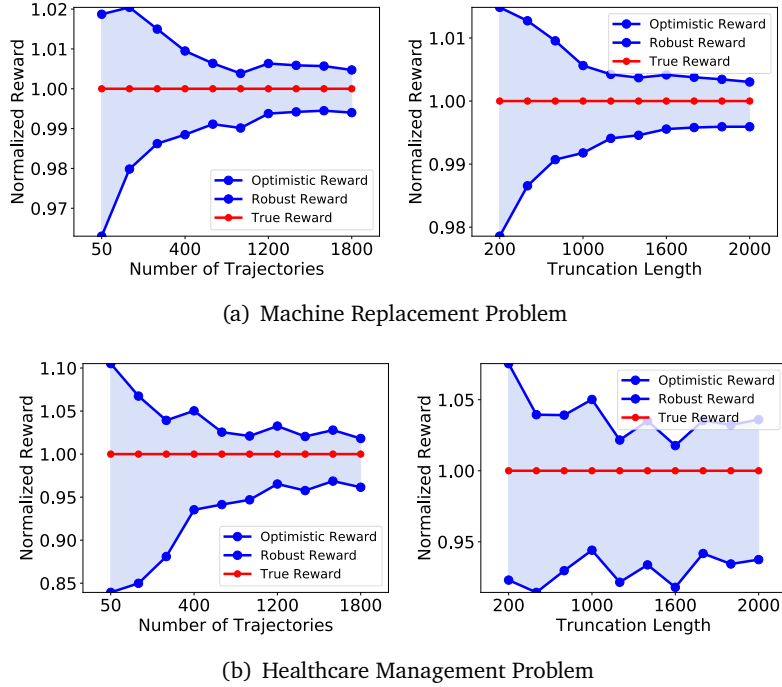 1.02
1.01
1.00
0.99
0.98
0.97
Normalized Reward
Optimistic Reward
Robust Reward
True Reward
50 400 1200 1800
Number of Trajectories
1.01
1.00
0.99
0.98
Normalized Reward
Optimistic Reward
Robust Reward
True Reward
200 1000 1600 2000
Truncation Length
(a) Machine Replacement Problem
1.10
1.05
1.00
0.95
0.90
0.85
Normalized Reward
Optimistic Reward
Robust Reward
True Reward
50 400 1200 1800
Number of Trajectories
1.05
1.00
0.95
Normalized Reward
Optimistic Reward
Robust Reward
True Reward
200 1000 1600 2000
Truncation Length
(b) Healthcare Management Problem